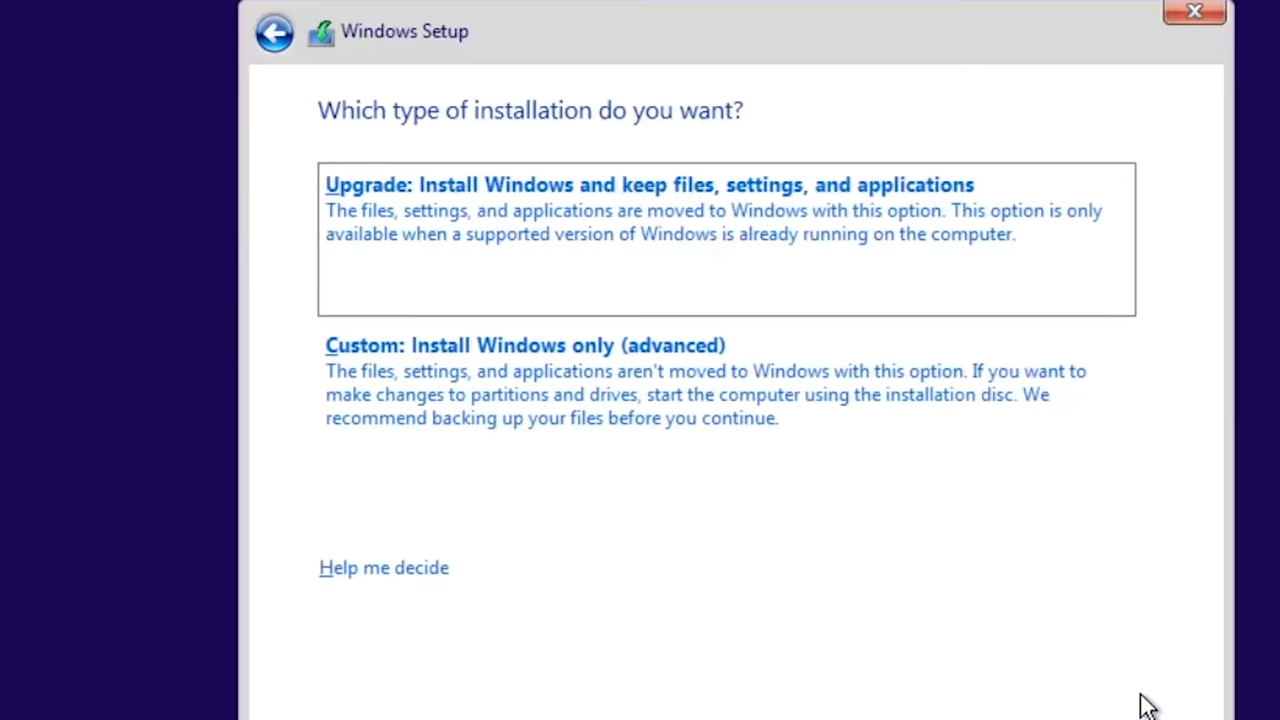 Windows Setup
Which type of installation do you want?
Upgrade: Install Windows and keep files, settings, and applications
The files, settings, and applications are moved to Windows with this option. This option is only
available when a supported version of Windows is already running on the computer.
Custom: Install Windows only (advanced)
The files, settings, and applications aren't moved to Windows with this option. If you want to
make changes to partitions and drives, start the computer using the installation disc. We
recommend backing up your files before you continue.
Help me decide